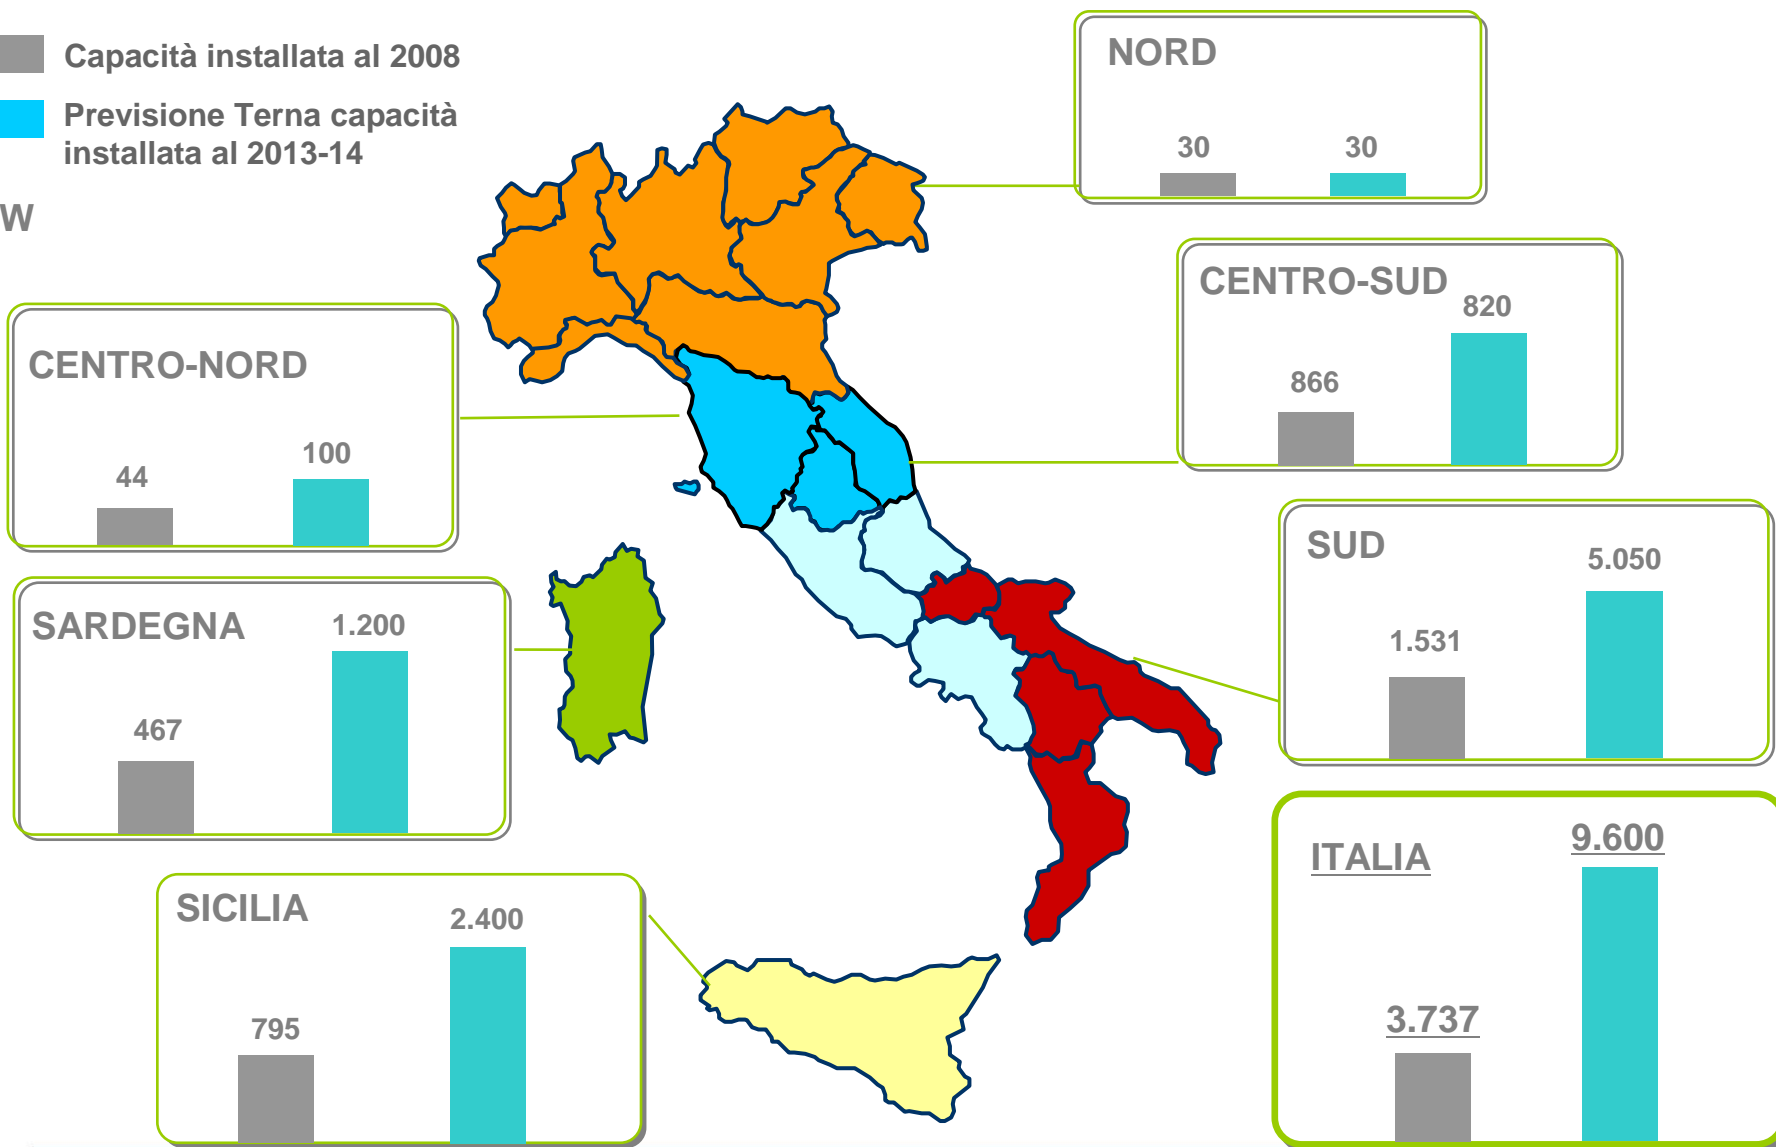 Capacità installata al 2008
Previsione Terna capacità
installata al 2013-14
W
NORD
30 30
CENTRO-SUD
820
866
CENTRO-NORD
100
44
SUD
5.050
1.531
SARDEGNA
1.200
467
ITALIA
9.600
3.737
SICILIA
2.400
795